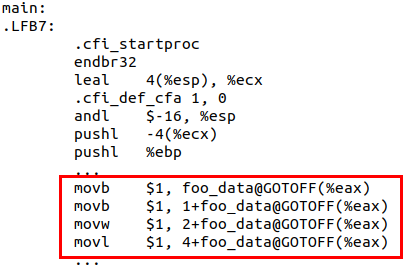 main:
.LFB7:
.cfi_startproc
endbr32
leal 4(%esp), %ecx
.cfi_def_cfa 1, 0
andl $-16, %esp
pushl -4(%ecx)
pushl %ebp
...
movb $1, foo_data@GOTOFF(%eax)
movb $1, 1+foo_data@GOTOFF(%eax)
movw $1, 2+foo_data@GOTOFF(%eax)
movl $1, 4+foo_data@GOTOFF(%eax)
...